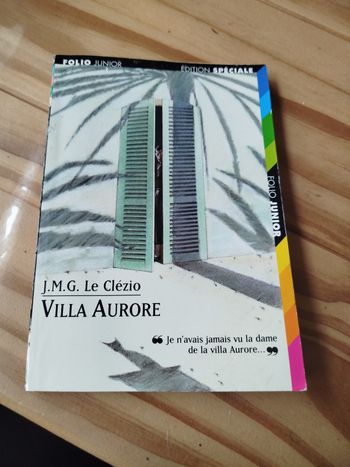 FOLIO JUNIOR
ÉDITION SPÉCIALE
FOLIO JUNIOR
J.M.G. Le Clézio
VILLA AURORE
❝ Je n'avais jamais vu la dame
de la villa Aurore... ❞